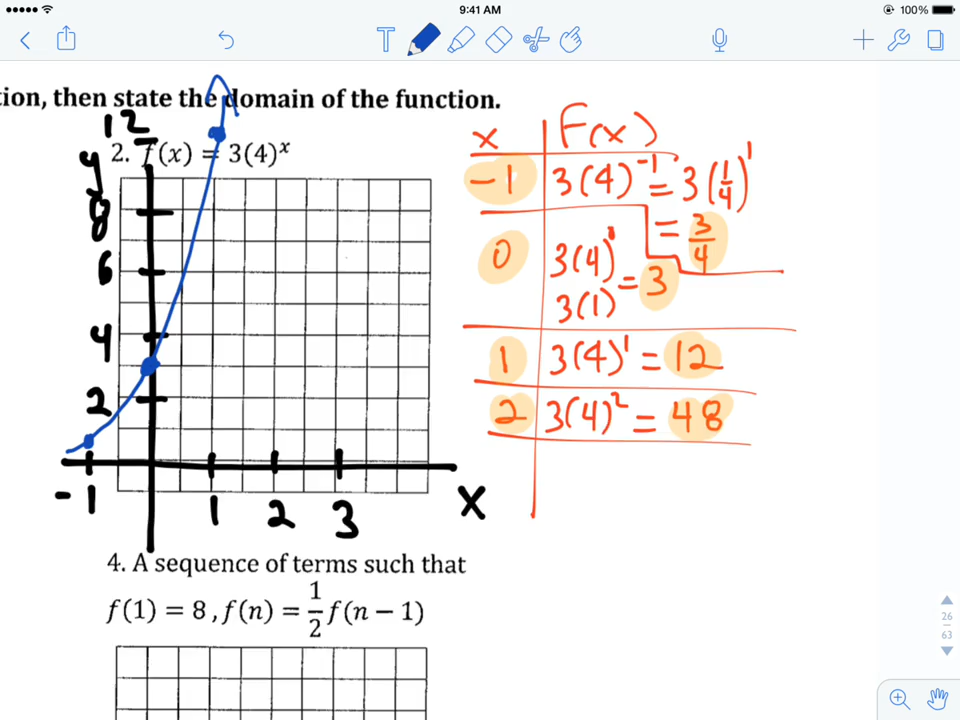 9:41 AM
100%
T
tion, then state the domain of the function.
12
2. f(x) = 3(4)ˣ
y
8
6
4
2
-1
1
2
3
X
x F(x)
-1 3(4)⁻¹ = 3(1/4)¹
= 3/4
0 3(4)⁰
3(1) = 3
1 3(4)¹ = 12
2 3(4)² = 48
4. A sequence of terms such that
f(1) = 8 , f(n) = 1/2 f(n − 1)
26
63